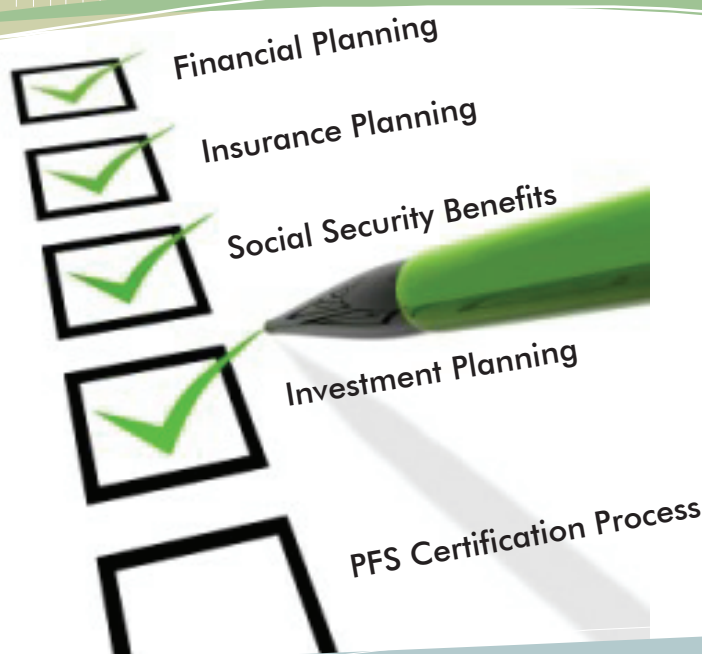 Financial Planning
Insurance Planning
Social Security Benefits
Investment Planning
PFS Certification Process